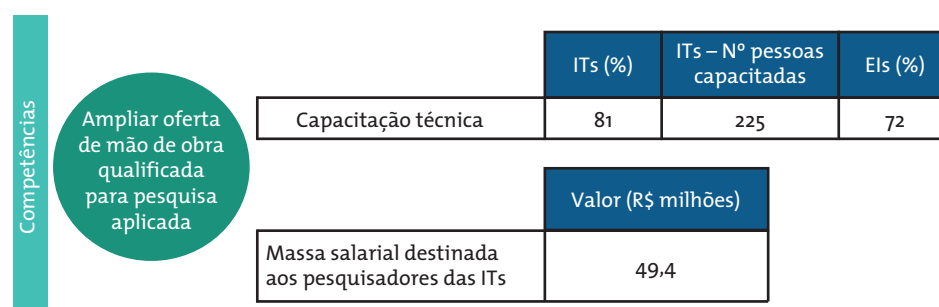 Competências
Ampliar oferta
de mão de obra
qualificada
para pesquisa
aplicada
ITs (%)
ITs – Nº pessoas
capacitadas
EIs (%)
Capacitação técnica
81
225
72
Valor (R$ milhões)
Massa salarial destinada
aos pesquisadores das ITs
49,4